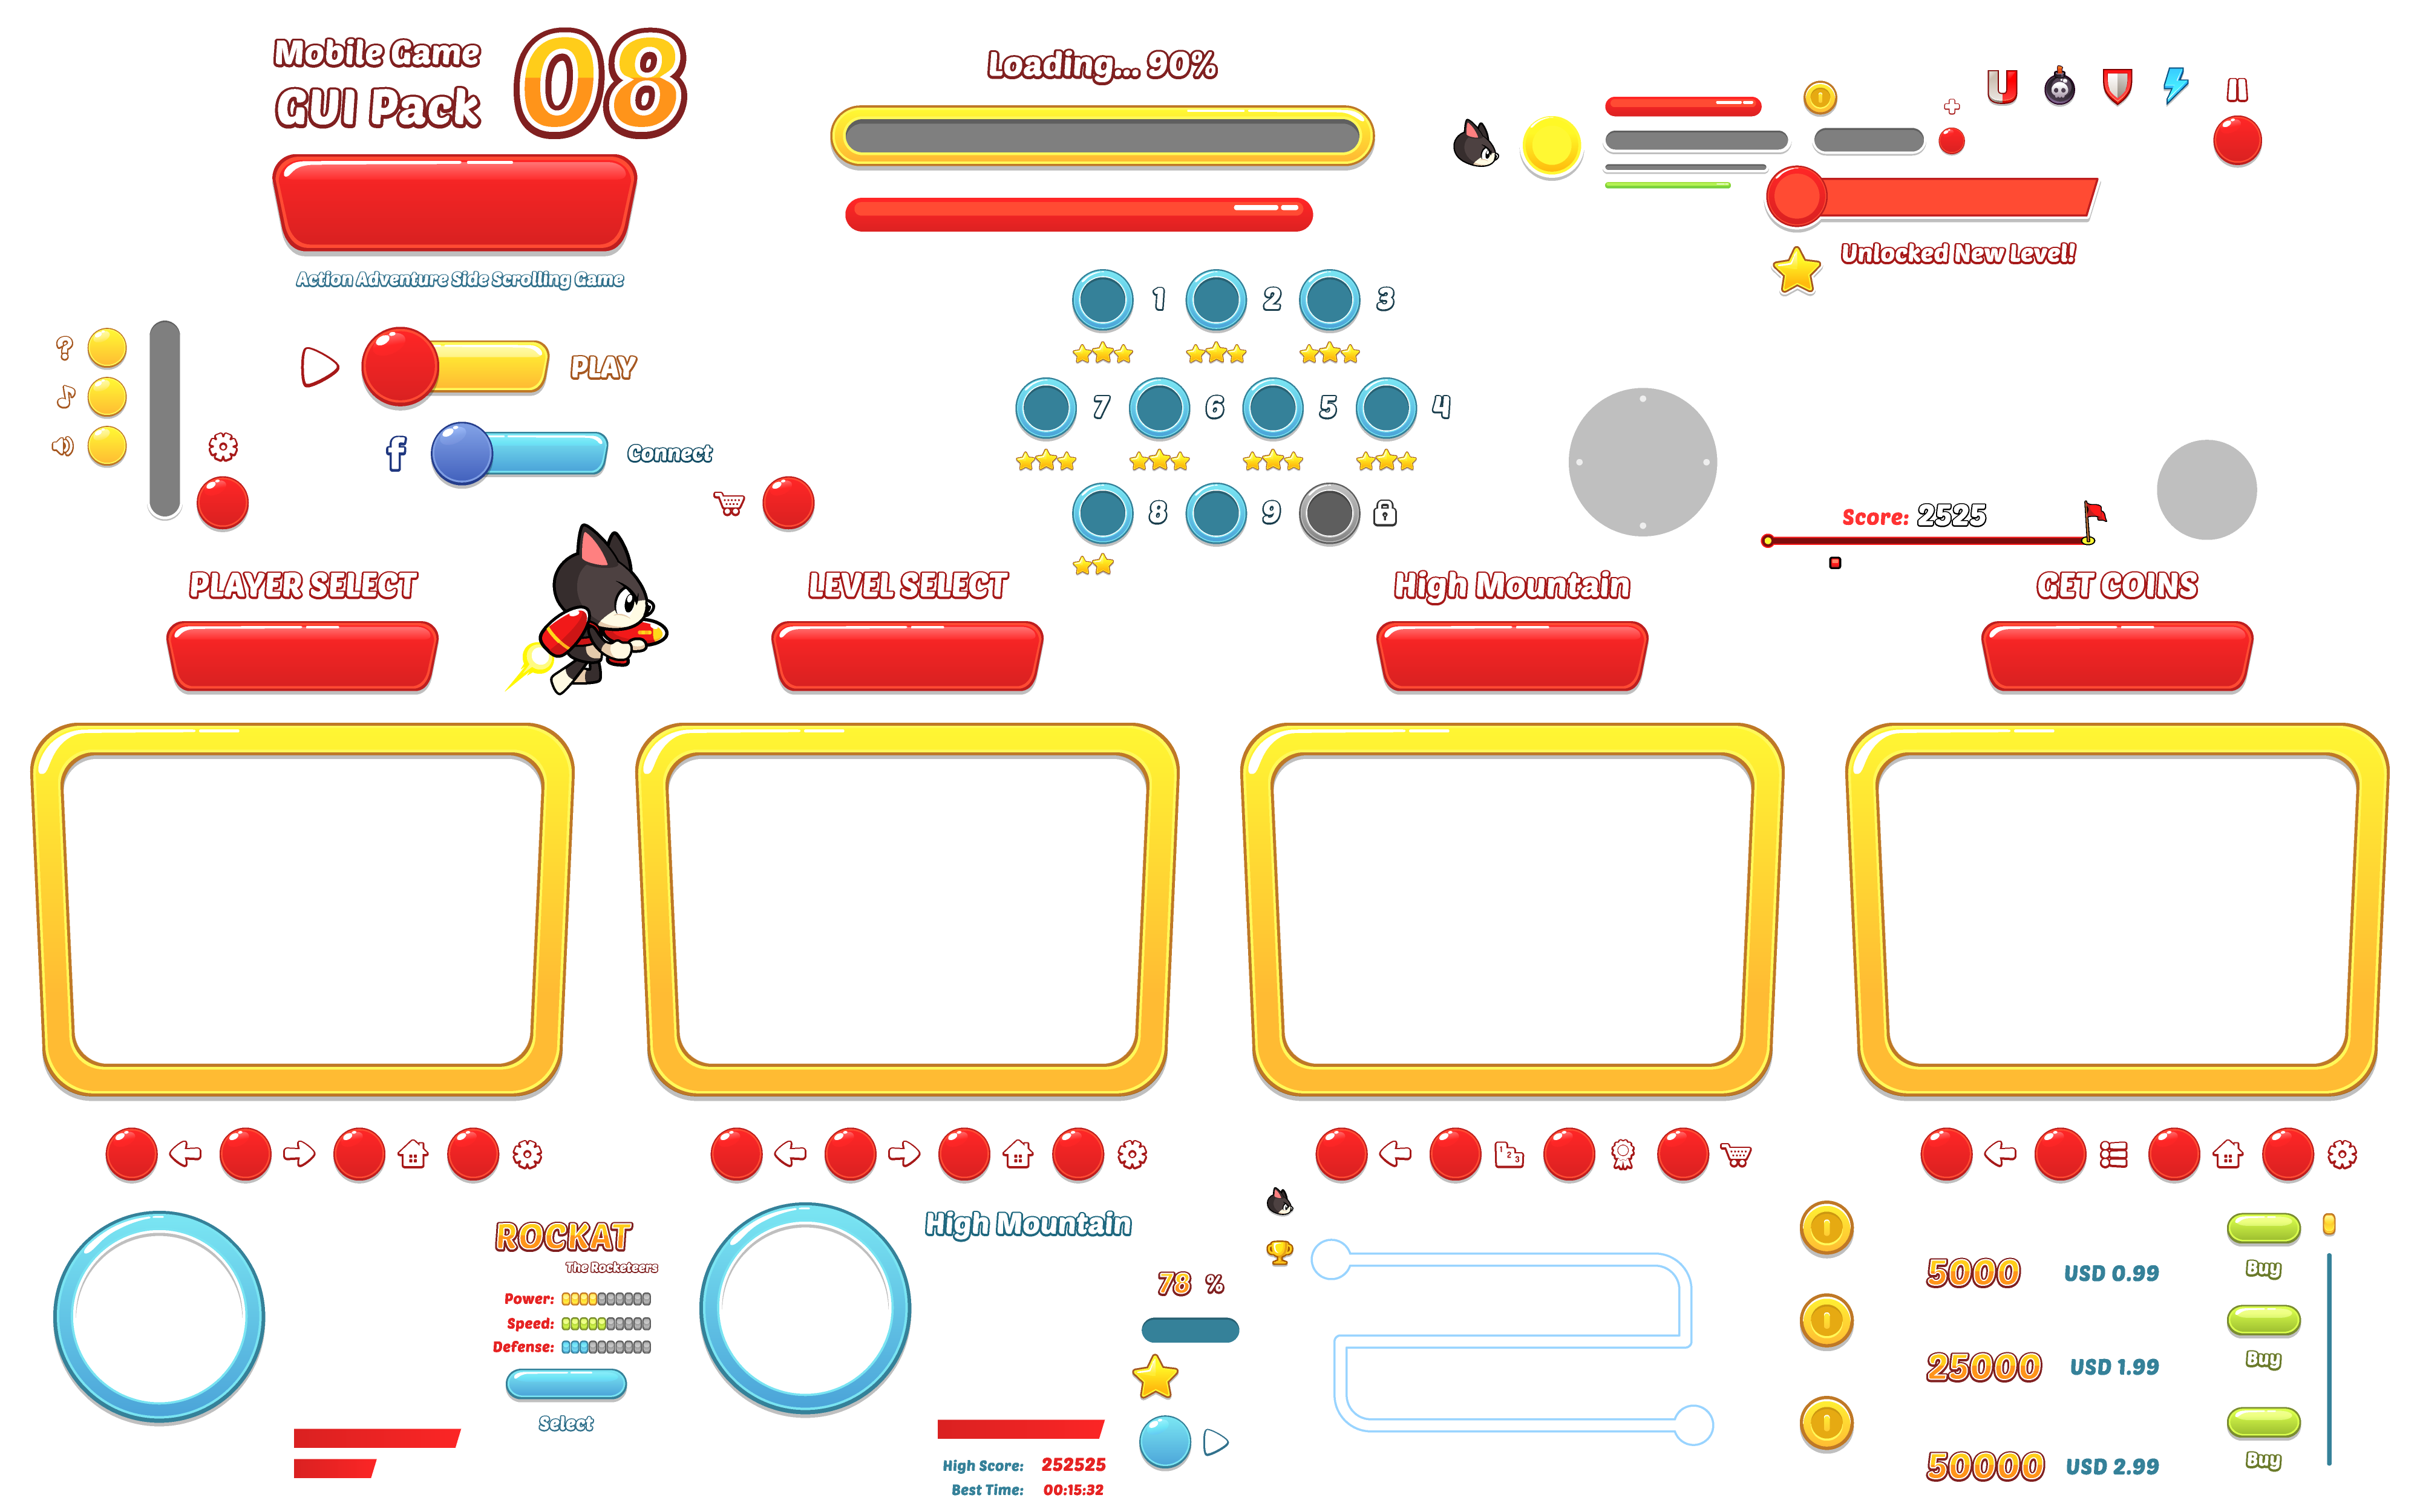 Mobile Game
GUI Pack
08
Action Adventure Side Scrolling Game
?
PLAY
f
Connect
Loading... 90%
1
2
3
7
6
5
4
8
9
Unlocked New Level!
Score: 2525
PLAYER SELECT
LEVEL SELECT
High Mountain
GET COINS
1 2 3
ROCKAT
The Rocketeers
Power:
Speed:
Defense:
Select
High Mountain
78 %
High Score: 252525
Best Time: 00:15:32
5000 USD 0.99 Buy
25000 USD 1.99 Buy
50000 USD 2.99 Buy